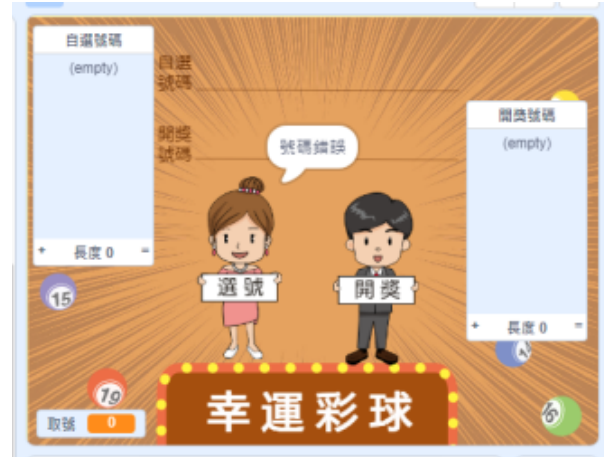 自選號碼
(empty)
+ 長度 0 =
自選
號碼
開獎
號碼
號碼錯誤
開獎號碼
(empty)
+ 長度 0 =
選號
開獎
15
19
取號 0
幸運彩球